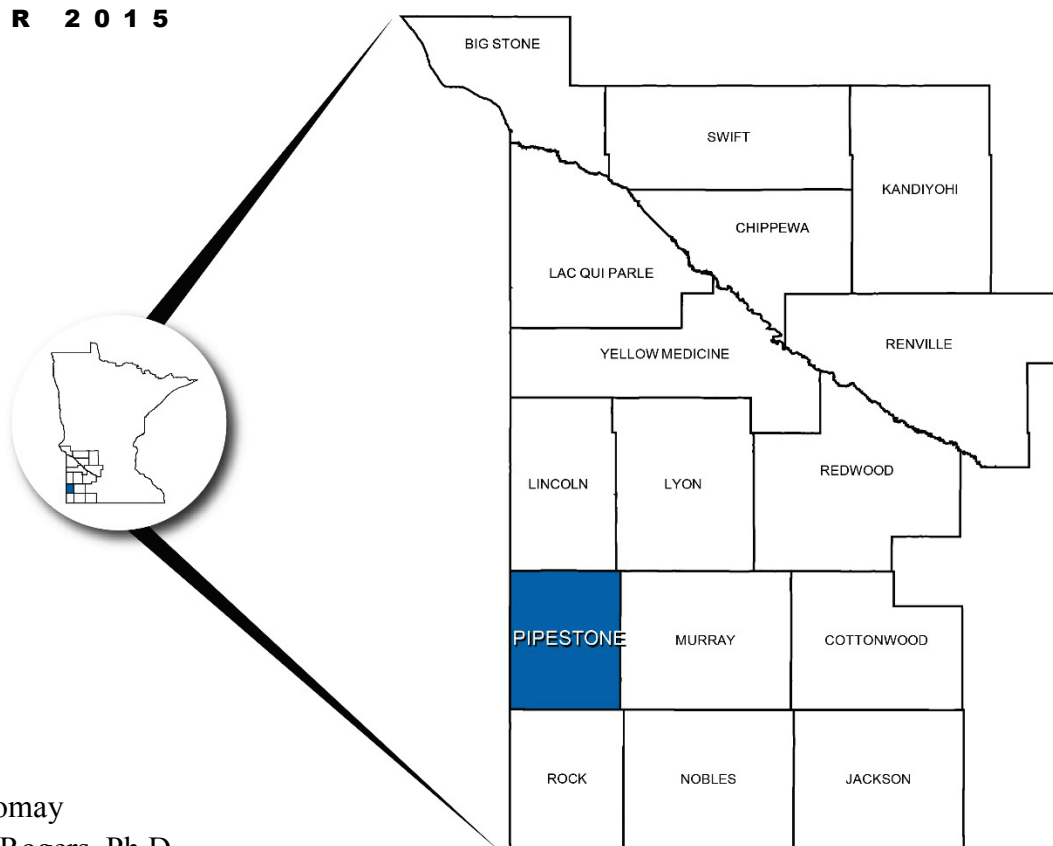 R 2015
BIG STONE
SWIFT
KANDIYOHI
CHIPPEWA
LAC QUI PARLE
RENVILLE
YELLOW MEDICINE
REDWOOD
LINCOLN
LYON
PIPESTONE
MURRAY
COTTONWOOD
ROCK
NOBLES
JACKSON
omay
Rogers, Ph.D.